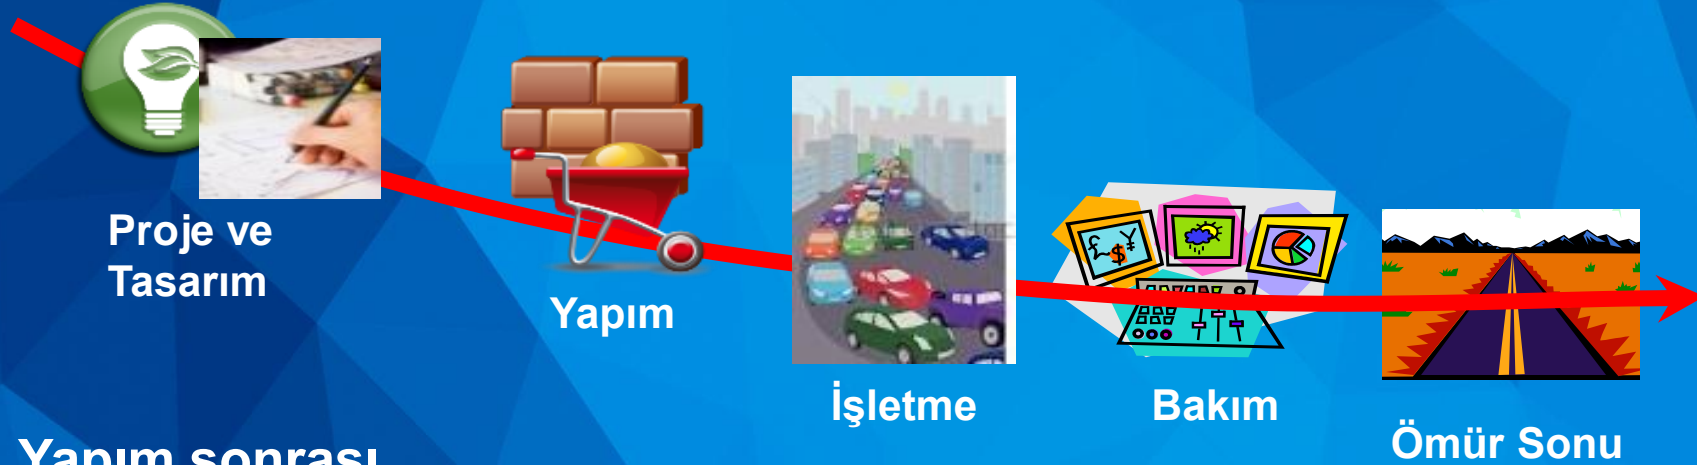 Proje ve
Tasarım
Yapım
İşletme
Bakım
Ömür Sonu
Yapım sonrası